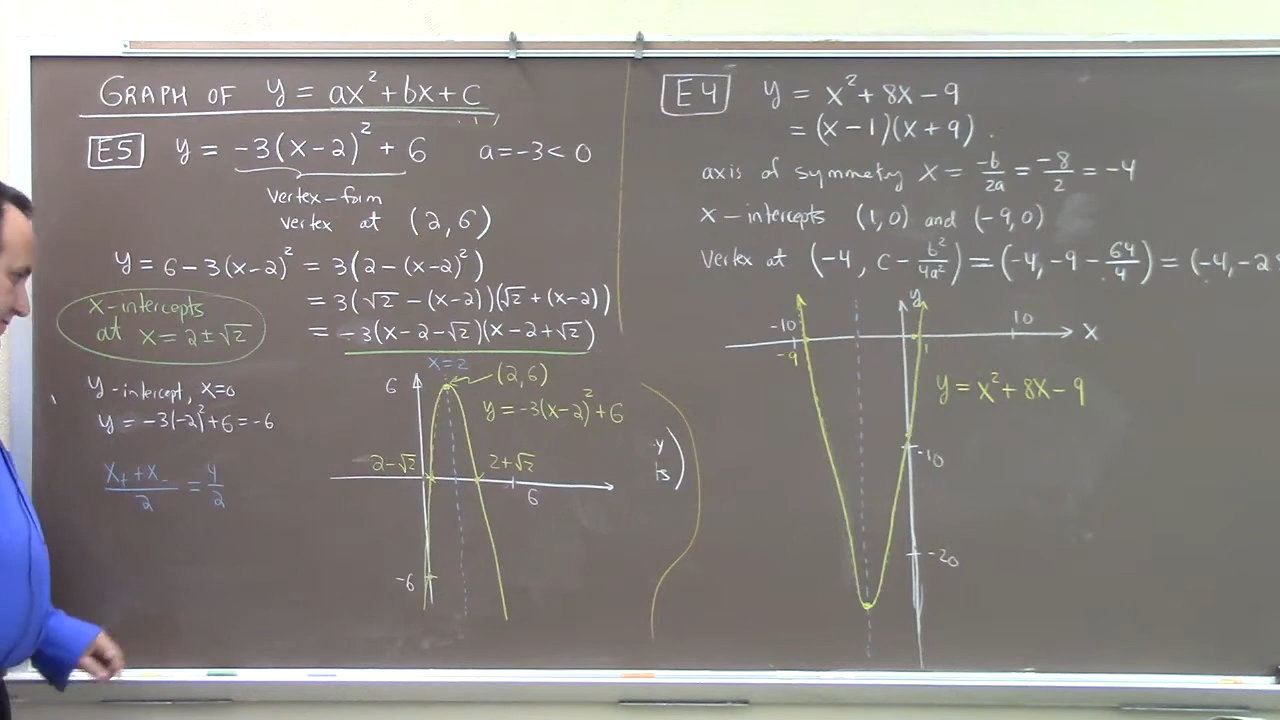 GRAPH OF y = ax² + bx + c
E5 y = -3(x-2)² + 6 a = -3 < 0
vertex-form
vertex at (2,6)
y = 6 - 3(x-2)² = 3(2 - (x-2)²)
= 3(√2 - (x-2))(√2 + (x-2))
= -3(x-2-√2)(x-2+√2)
x-intercepts
at x = 2 ± √2
y-intercept, x=0
y = -3(-2)² + 6 = -6
(x₊ + x₋)/2 = 4/2
x=2
6
(2,6)
y = -3(x-2)² + 6
2-√2
2+√2
6
-6
y
ts)
E4 y = x² + 8x - 9
= (x-1)(x+9).
axis of symmetry x = -b/2a = -8/2 = -4
x-intercepts (1,0) and (-9,0)
vertex at (-4, c - b²/4a²) = (-4, -9 - 64/4) = (-4, -2
y
-10
10
x
-9
1
y = x² + 8x - 9
-10
-20